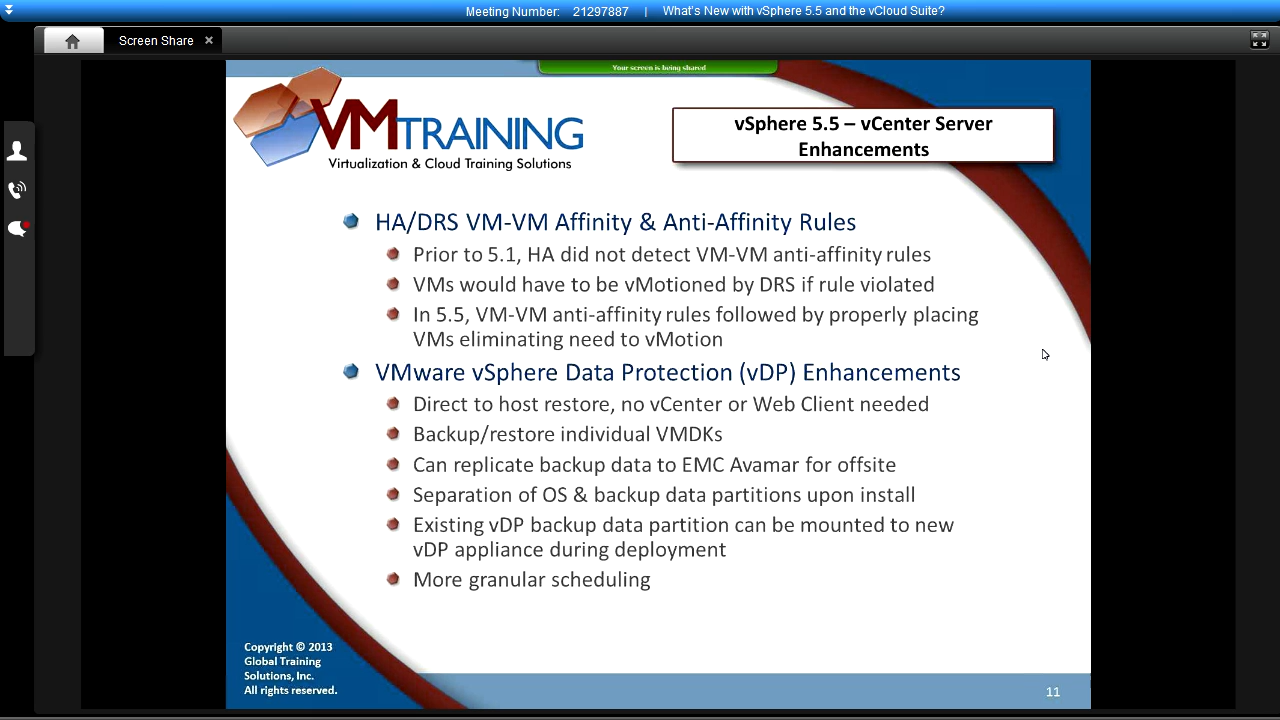 Meeting Number: 21297887 | What's New with vSphere 5.5 and the vCloud Suite?
Screen Share
Your screen is being shared
VMTRAINING
Virtualization & Cloud Training Solutions
vSphere 5.5 – vCenter Server
Enhancements
HA/DRS VM-VM Affinity & Anti-Affinity Rules
Prior to 5.1, HA did not detect VM-VM anti-affinity rules
VMs would have to be vMotioned by DRS if rule violated
In 5.5, VM-VM anti-affinity rules followed by properly placing
VMs eliminating need to vMotion
VMware vSphere Data Protection (vDP) Enhancements
Direct to host restore, no vCenter or Web Client needed
Backup/restore individual VMDKs
Can replicate backup data to EMC Avamar for offsite
Separation of OS & backup data partitions upon install
Existing vDP backup data partition can be mounted to new
vDP appliance during deployment
More granular scheduling
Copyright © 2013
Global Training
Solutions, Inc.
All rights reserved.
11